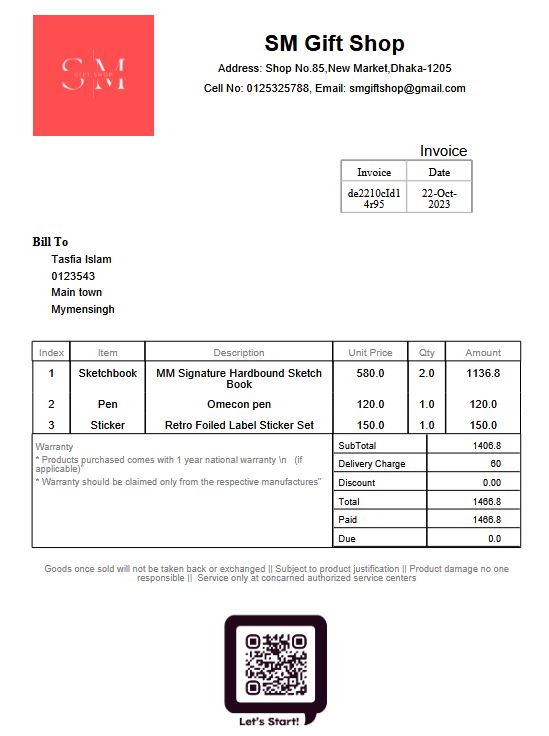 SM
GIFT SHOP
SM Gift Shop
Address: Shop No.85,New Market,Dhaka-1205
Cell No: 0125325788, Email: smgiftshop@gmail.com
Invoice
Invoice Date
de2210cId1 22-Oct-
4r95 2023
Bill To
Tasfia Islam
0123543
Main town
Mymensingh
Index Item Description Unit Price Qty Amount
1 Sketchbook MM Signature Hardbound Sketch 580.0 2.0 1136.8
Book
2 Pen Omecon pen 120.0 1.0 120.0
3 Sticker Retro Foiled Label Sticker Set 150.0 1.0 150.0
Warranty
* Products purchased comes with 1 year national warranty \n (if
applicable)"
* Warranty should be claimed only from the respective manufactures"
SubTotal 1406.8
Delivery Charge 60
Discount 0.00
Total 1466.8
Paid 1466.8
Due 0.0
Goods once sold will not be taken back or exchanged || Subject to product justification || Product damage no one
responsible || Service only at concarned authorized service centers
Let's Start!